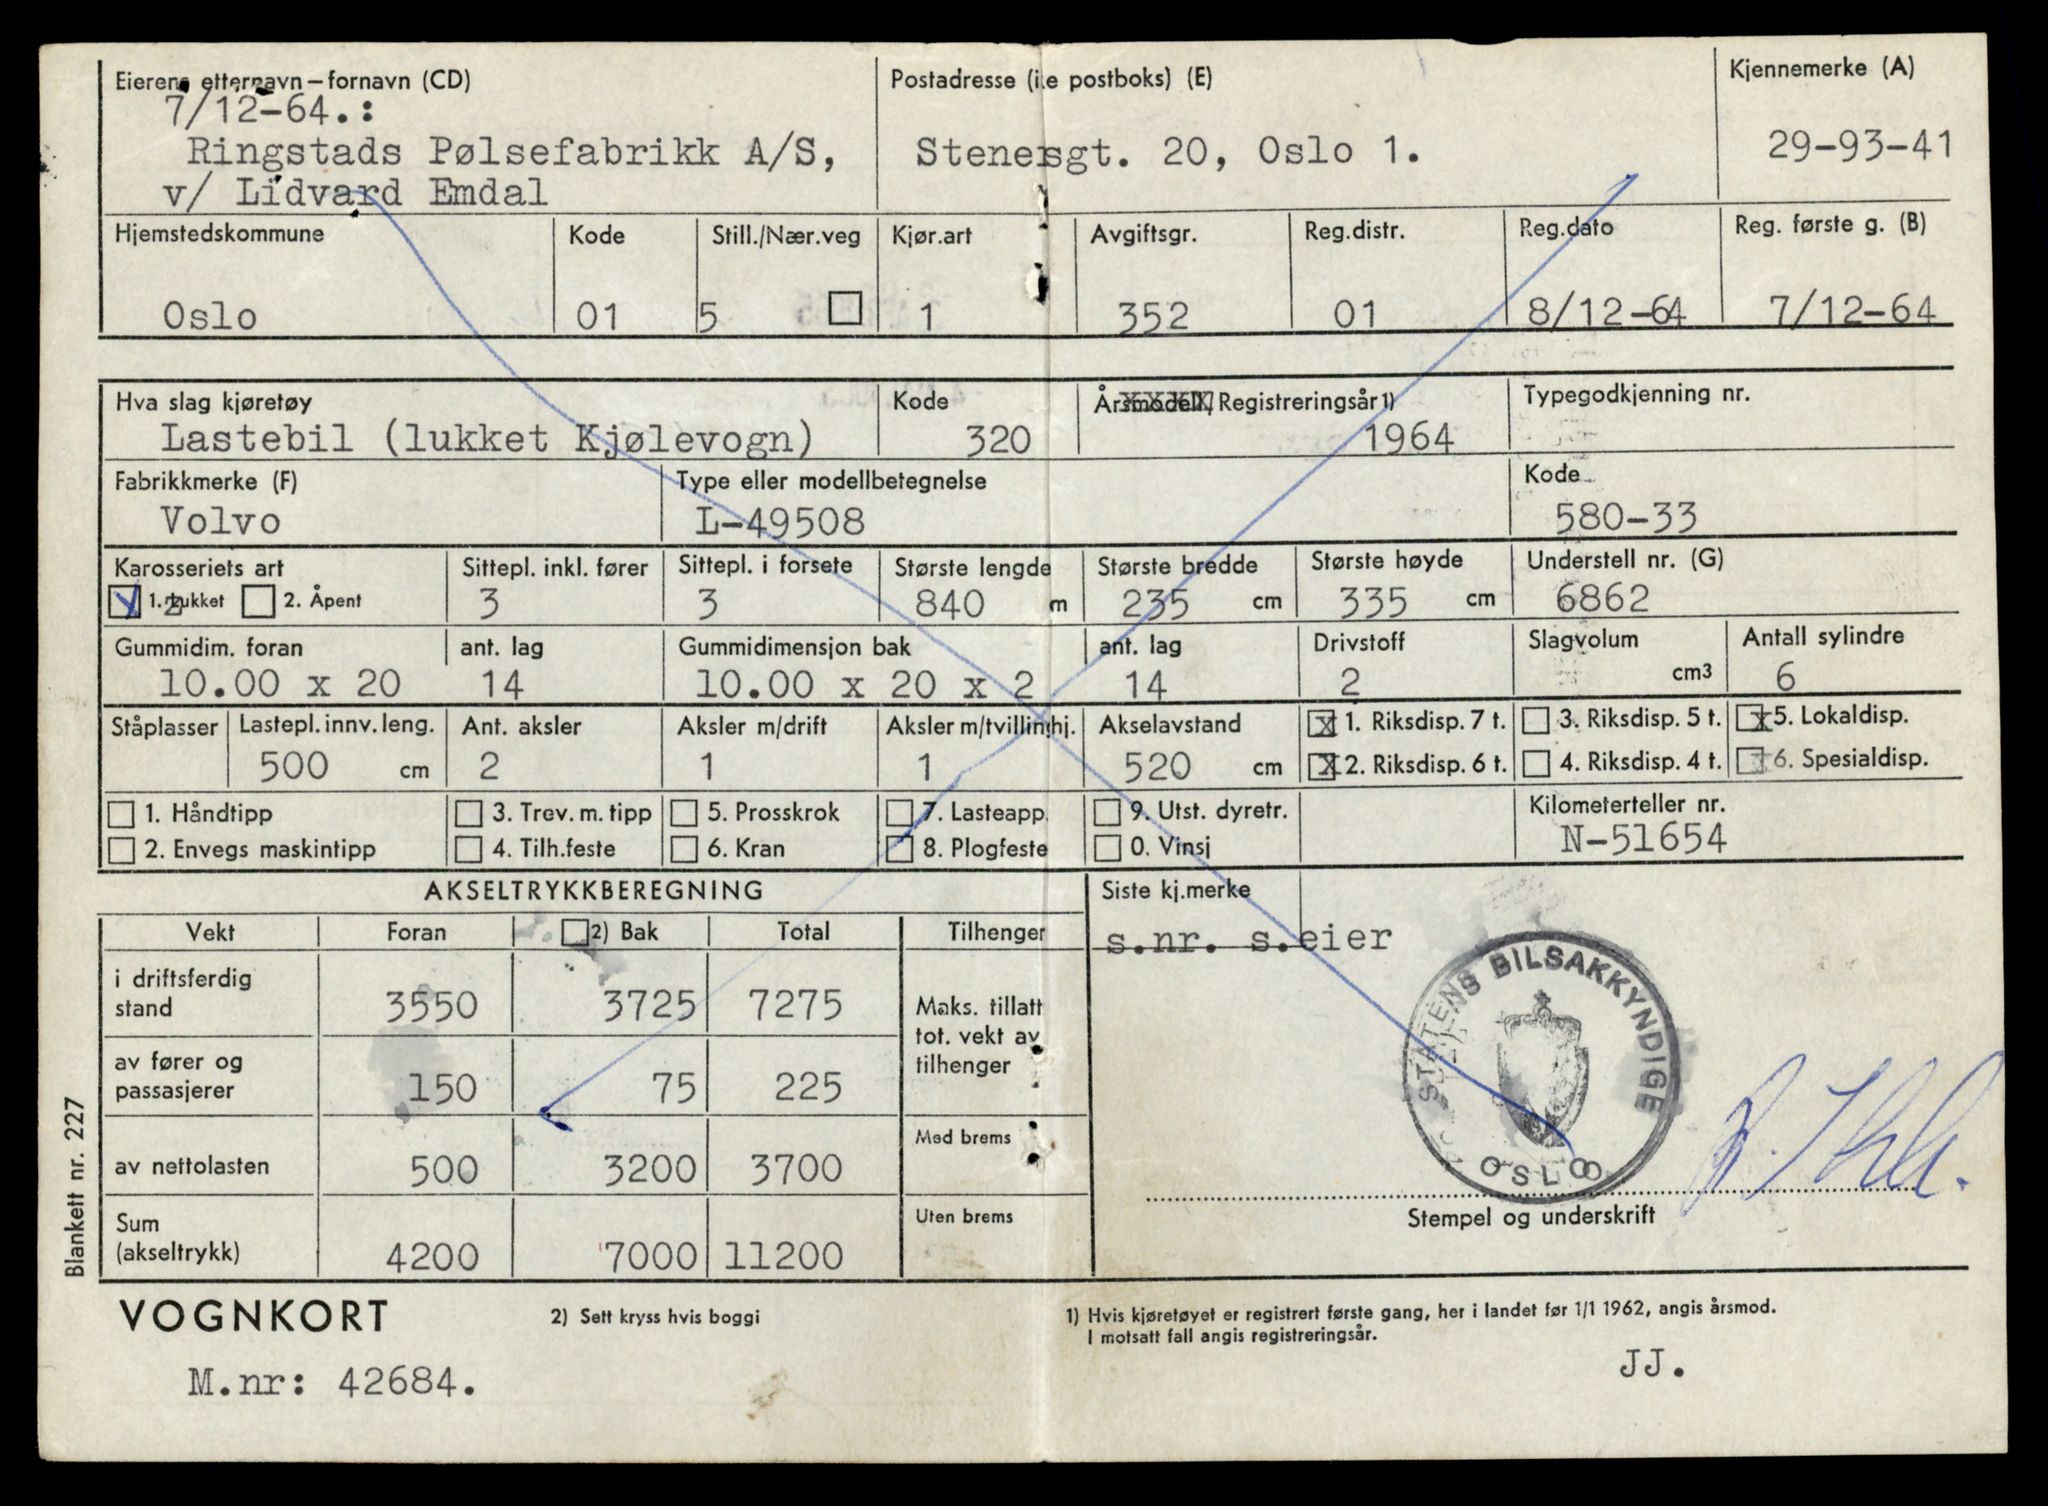 Eierens etternavn – fornavn (CD)
7/12-64.:
Ringstads Pølsefabrikk A/S,
v/ Lidvard Emdal
Postadresse (ikke postboks) (E)
Stenersgt. 20, Oslo 1.
Kjennemerke (A)
29-93-41
Hjemstedskommune
Oslo
Kode
01
Still./Nær.veg
5
Kjør.art
1
Avgiftsgr.
352
Reg.distr.
01
Reg.dato
8/12-64
Reg. første g. (B)
7/12-64
Hva slag kjøretøy
Lastebil (lukket Kjølevogn)
Kode
320
Årsmodell/Registreringsår 1)
1964
Typegodkjenning nr.
Fabrikkmerke (F)
Volvo
Type eller modellbetegnelse
L-49508
Kode
580-33
Karosseriets art
1. Lukket 2. Åpent
2
Sittepl. inkl. fører
3
Sittepl. i forsete
3
Største lengde
840 m
Største bredde
235 cm
Største høyde
335 cm
Understell nr. (G)
6862
Gummidim. foran
10.00 x 20
ant. lag
14
Gummidimensjon bak
10.00 x 20 x 2
ant. lag
14
Drivstoff
2
Slagvolum
cm3
Antall sylindre
6
Ståplasser
Lastepl. innv. leng.
500 cm
Ant. aksler
2
Aksler m/drift
1
Aksler m/tvillinghj.
1
Akselavstand
520 cm
x 1. Riksdisp. 7 t.
x 2. Riksdisp. 6 t.
3. Riksdisp. 5 t.
4. Riksdisp. 4 t.
x 5. Lokaldisp.
x 6. Spesialdisp.
1. Håndtipp
2. Envegs maskintipp
3. Trev. m. tipp
4. Tilh.feste
5. Prosskrok
6. Kran
7. Lasteapp.
8. Plogfeste
9. Utst. dyretr.
0. Vinsj
Kilometerteller nr.
N-51654
AKSELTRYKKBEREGNING
Vekt Foran 2) Bak Total Tilhenger
i driftsferdig stand 3550 3725 7275
av fører og passasjerer 150 75 225
av nettolasten 500 3200 3700
Sum (akseltrykk) 4200 7000 11200
Maks. tillatt tot. vekt av tilhenger
Med brems
Uten brems
Siste kj.merke
s.nr. s.eier
STATENS BILSAKKYNDIGE
OSLO
Stempel og underskrift
Blankett nr. 227
VOGNKORT
2) Sett kryss hvis boggi
1) Hvis kjøretøyet er registrert første gang, her i landet før 1/1 1962, angis årsmod.
I motsatt fall angis registreringsår.
M.nr: 42684.
JJ.